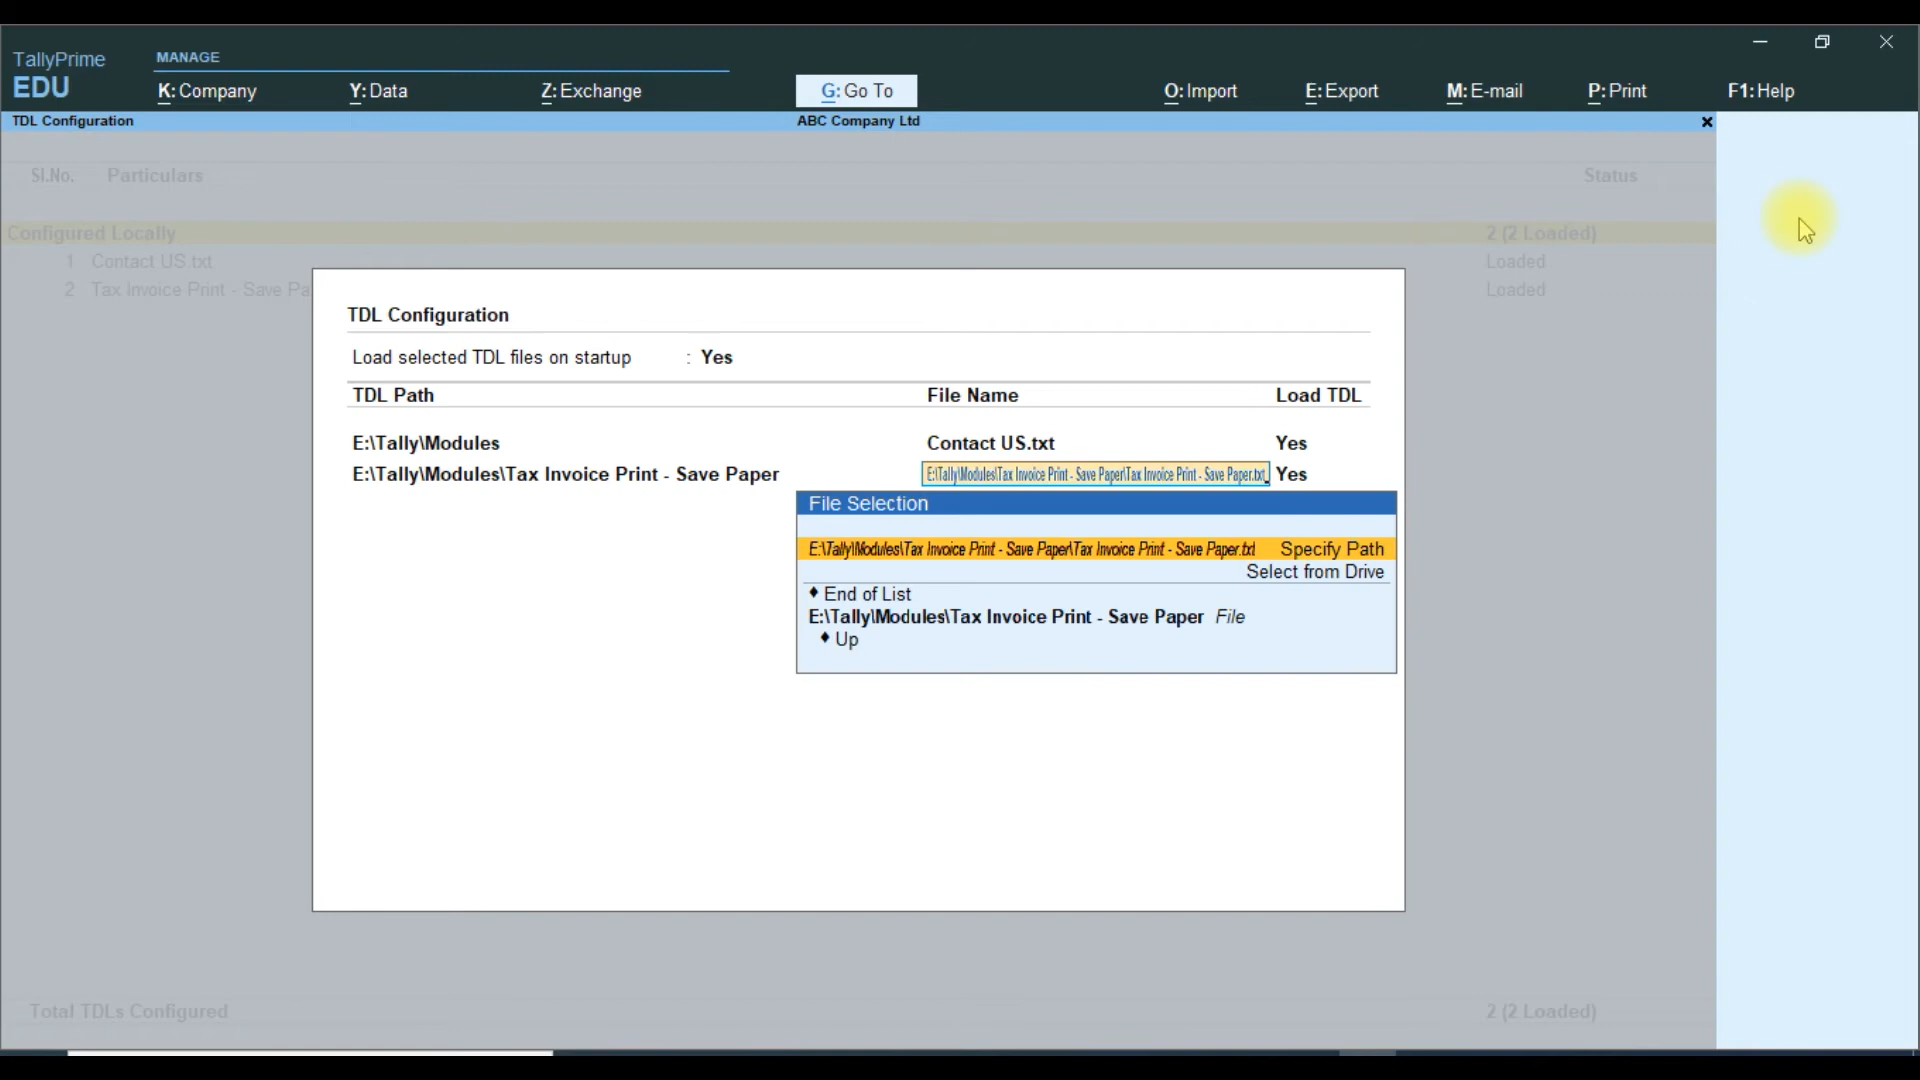 TallyPrime
EDU
MANAGE
K: Company
Y: Data
Z: Exchange
G: Go To
O: Import
E: Export
M: E-mail
P: Print
F1: Help
TDL Configuration
ABC Company Ltd
Sl.No. Particulars Status
Configured Locally 2 (2 Loaded)
1 Contact US.txt Loaded
2 Tax Invoice Print - Save Pa Loaded
TDL Configuration
Load selected TDL files on startup : Yes
TDL Path File Name Load TDL
E:\Tally\Modules Contact US.txt Yes
E:\Tally\Modules\Tax Invoice Print - Save Paper E:\Tally\Modules\Tax Invoice Print - Save Paper\Tax Invoice Print - Save Paper.txt Yes
File Selection
E:\Tally\Modules\Tax Invoice Print - Save Paper\Tax Invoice Print - Save Paper.txt Specify Path
Select from Drive
♦ End of List
E:\Tally\Modules\Tax Invoice Print - Save Paper File
♦ Up
Total TDLs Configured 2 (2 Loaded)